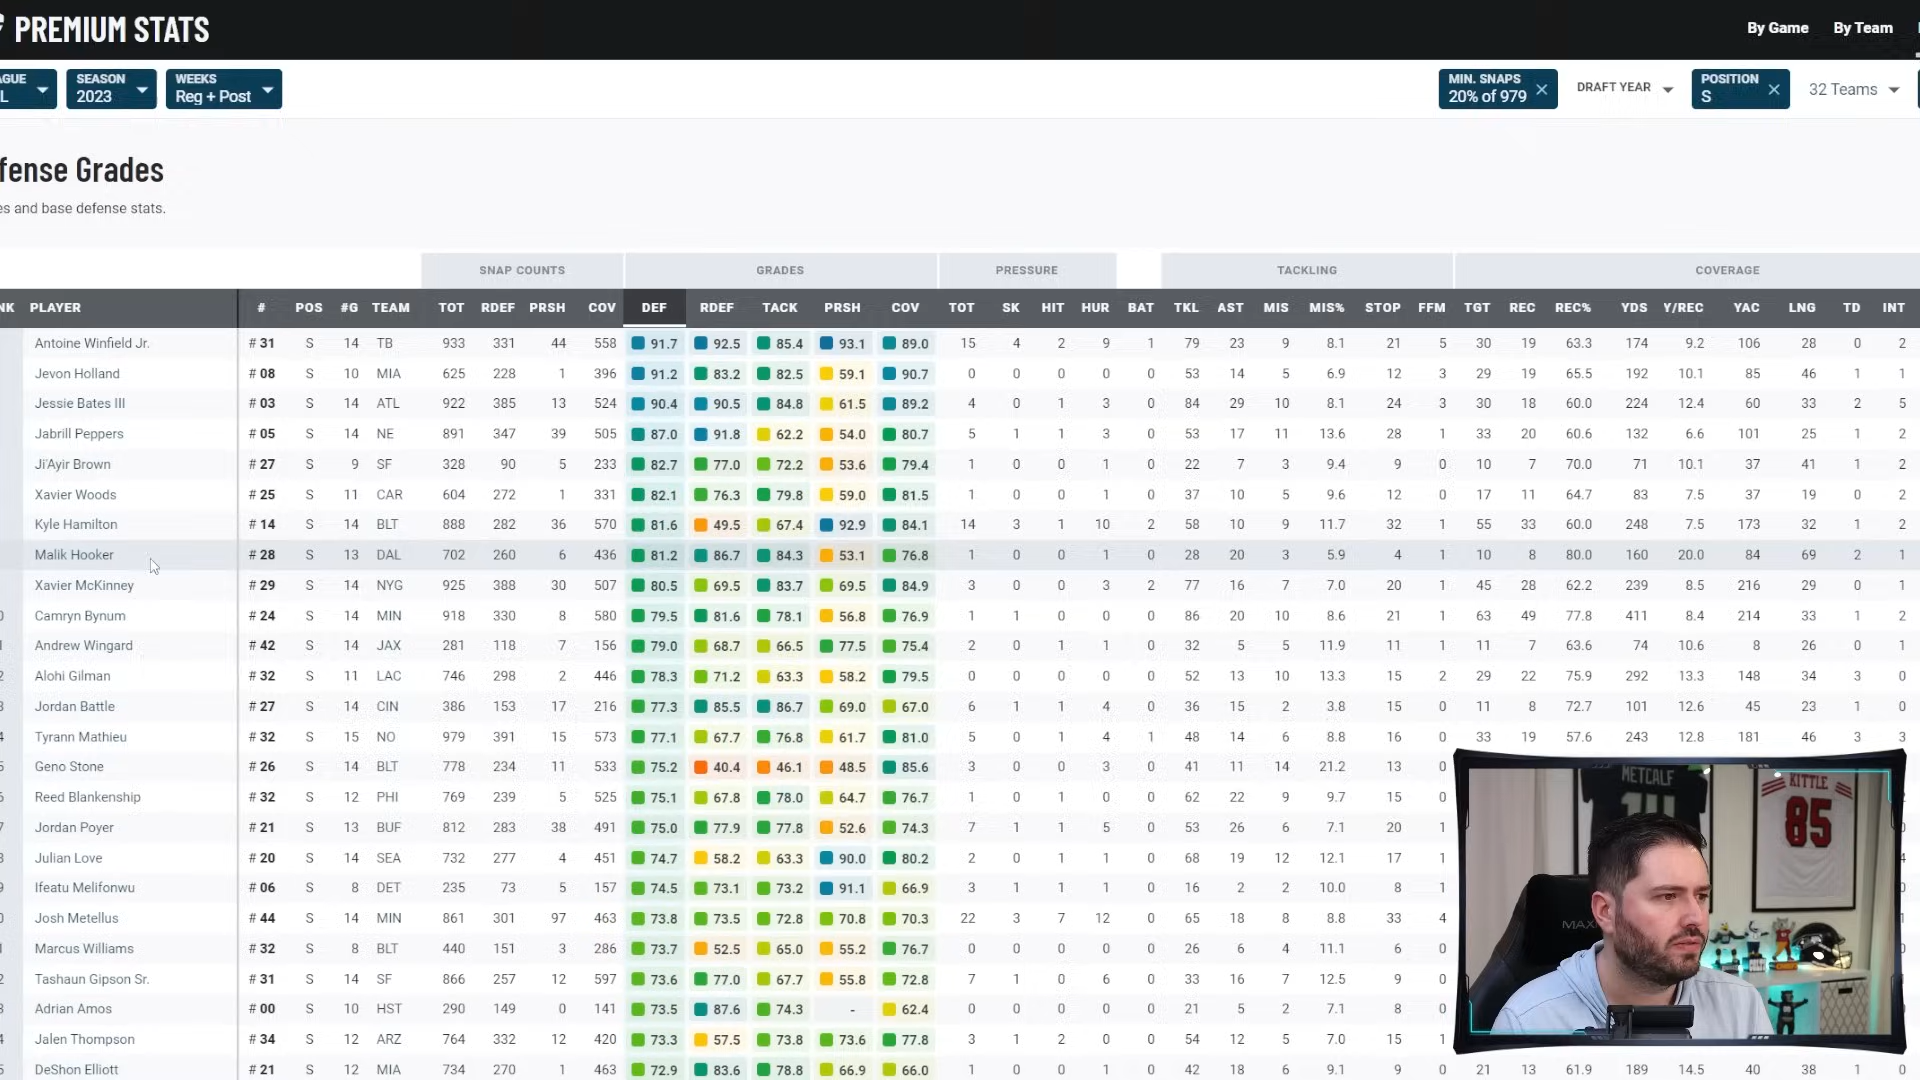 PREMIUM STATS
By Game By Team
AGUE
L
SEASON
2023
WEEKS
Reg + Post
MIN. SNAPS
20% of 979
DRAFT YEAR
POSITION
S
32 Teams
fense Grades
es and base defense stats.
SNAP COUNTS GRADES PRESSURE TACKLING COVERAGE
NK PLAYER # POS #G TEAM TOT RDEF PRSH COV DEF RDEF TACK PRSH COV TOT SK HIT HUR BAT TKL AST MIS MIS% STOP FFM TGT REC REC% YDS Y/REC YAC LNG TD INT
Antoine Winfield Jr. # 31 S 14 TB 933 331 44 558 91.7 92.5 85.4 93.1 89.0 15 4 2 9 1 79 23 9 8.1 21 5 30 19 63.3 174 9.2 106 28 0 2
Jevon Holland # 08 S 10 MIA 625 228 1 396 91.2 83.2 82.5 59.1 90.7 0 0 0 0 0 53 14 5 6.9 12 3 29 19 65.5 192 10.1 85 46 1 1
Jessie Bates III # 03 S 14 ATL 922 385 13 524 90.4 90.5 84.8 61.5 89.2 4 0 1 3 0 84 29 10 8.1 24 3 30 18 60.0 224 12.4 60 33 2 5
Jabrill Peppers # 05 S 14 NE 891 347 39 505 87.0 91.8 62.2 54.0 80.7 5 1 1 3 0 53 17 11 13.6 28 1 33 20 60.6 132 6.6 101 25 1 2
Ji'Ayir Brown # 27 S 9 SF 328 90 5 233 82.7 77.0 72.2 53.6 79.4 1 0 0 1 0 22 7 3 9.4 9 0 10 7 70.0 71 10.1 37 41 1 2
Xavier Woods # 25 S 11 CAR 604 272 1 331 82.1 76.3 79.8 59.0 81.5 1 0 0 1 0 37 10 5 9.6 12 0 17 11 64.7 83 7.5 37 19 0 2
Kyle Hamilton # 14 S 14 BLT 888 282 36 570 81.6 49.5 67.4 92.9 84.1 14 3 1 10 2 58 10 9 11.7 32 1 55 33 60.0 248 7.5 173 32 1 2
Malik Hooker # 28 S 13 DAL 702 260 6 436 81.2 86.7 84.3 53.1 76.8 1 0 0 1 0 28 20 3 5.9 4 1 10 8 80.0 160 20.0 84 69 2 1
Xavier McKinney # 29 S 14 NYG 925 388 30 507 80.5 69.5 83.7 69.5 84.9 3 0 0 3 2 77 16 7 7.0 20 1 45 28 62.2 239 8.5 216 29 0 1
0 Camryn Bynum # 24 S 14 MIN 918 330 8 580 79.5 81.6 78.1 56.8 76.9 1 1 0 0 0 86 20 10 8.6 21 1 63 49 77.8 411 8.4 214 33 1 2
1 Andrew Wingard # 42 S 14 JAX 281 118 7 156 79.0 68.7 66.5 77.5 75.4 2 0 1 1 0 32 5 5 11.9 11 1 11 7 63.6 74 10.6 8 26 0 1
2 Alohi Gilman # 32 S 11 LAC 746 298 2 446 78.3 71.2 63.3 58.2 79.5 0 0 0 0 0 52 13 10 13.3 15 2 29 22 75.9 292 13.3 148 34 3 0
3 Jordan Battle # 27 S 14 CIN 386 153 17 216 77.3 85.5 86.7 69.0 67.0 6 1 1 4 0 36 15 2 3.8 15 0 11 8 72.7 101 12.6 45 23 1 0
4 Tyrann Mathieu # 32 S 15 NO 979 391 15 573 77.1 67.7 76.8 61.7 81.0 5 0 1 4 1 48 14 6 8.8 16 0 33 19 57.6 243 12.8 181 46 3 3
5 Geno Stone # 26 S 14 BLT 778 234 11 533 75.2 40.4 46.1 48.5 85.6 3 0 0 3 0 41 11 14 21.2 13 0
6 Reed Blankenship # 32 S 12 PHI 769 239 5 525 75.1 67.8 78.0 64.7 76.7 1 0 1 0 0 62 22 9 9.7 15 0
7 Jordan Poyer # 21 S 13 BUF 812 283 38 491 75.0 77.9 77.8 52.6 74.3 7 1 1 5 0 53 26 6 7.1 20 1
8 Julian Love # 20 S 14 SEA 732 277 4 451 74.7 58.2 63.3 90.0 80.2 2 0 1 1 0 68 19 12 12.1 17 1 4
9 Ifeatu Melifonwu # 06 S 8 DET 235 73 5 157 74.5 73.1 73.2 91.1 66.9 3 1 1 1 0 16 2 2 10.0 8 1
0 Josh Metellus # 44 S 14 MIN 861 301 97 463 73.8 73.5 72.8 70.8 70.3 22 3 7 12 0 65 18 8 8.8 33 4
1 Marcus Williams # 32 S 8 BLT 440 151 3 286 73.7 52.5 65.0 55.2 76.7 0 0 0 0 0 26 6 4 11.1 6 0
2 Tashaun Gipson Sr. # 31 S 14 SF 866 257 12 597 73.6 77.0 67.7 55.8 72.8 7 1 0 6 0 33 16 7 12.5 9 0
3 Adrian Amos # 00 S 10 HST 290 149 0 141 73.5 87.6 74.3 - 62.4 0 0 0 0 0 21 5 2 7.1 8 0
4 Jalen Thompson # 34 S 12 ARZ 764 332 12 420 73.3 57.5 73.8 73.6 77.8 3 1 2 0 0 54 12 5 7.0 15 1
5 DeShon Elliott # 21 S 12 MIA 734 270 1 463 72.9 83.6 78.8 66.9 66.0 1 0 0 1 0 42 18 6 9.1 9 0 21 13 61.9 189 14.5 40 38 1 0
METCALF
14
KITTLE
85
MAX